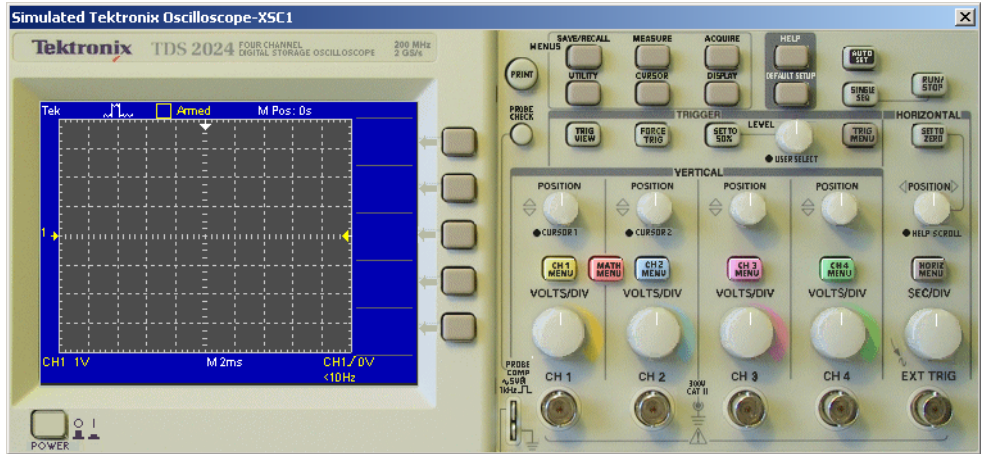 Simulated Tektronix Oscilloscope-XSC1
Tektronix TDS 2024 FOUR CHANNEL DIGITAL STORAGE OSCILLOSCOPE 200 MHz 2 GS/s
Tek Armed M Pos: 0s
1
CH1 1V M 2ms CH1 / 0V
<10Hz
POWER
O I
MENUS
SAVE/RECALL MEASURE ACQUIRE HELP
PRINT
UTILITY CURSOR DISPLAY DEFAULT SETUP
AUTO SET
SINGLE SEQ
RUN/ STOP
PROBE CHECK
TRIGGER
TRIG VIEW
FORCE TRIG
SET TO 50%
LEVEL
USER SELECT
TRIG MENU
HORIZONTAL
SET TO ZERO
VERTICAL
POSITION POSITION POSITION POSITION POSITION
CURSOR 1 CURSOR 2 HELP SCROLL
CH 1 MENU
MATH MENU
CH 2 MENU
CH 3 MENU
CH 4 MENU
HORIZ MENU
VOLTS/DIV VOLTS/DIV VOLTS/DIV VOLTS/DIV SEC/DIV
PROBE COMP
~5V@
1kHz
CH 1 CH 2 CH 3 CH 4 EXT TRIG
300V
CAT II